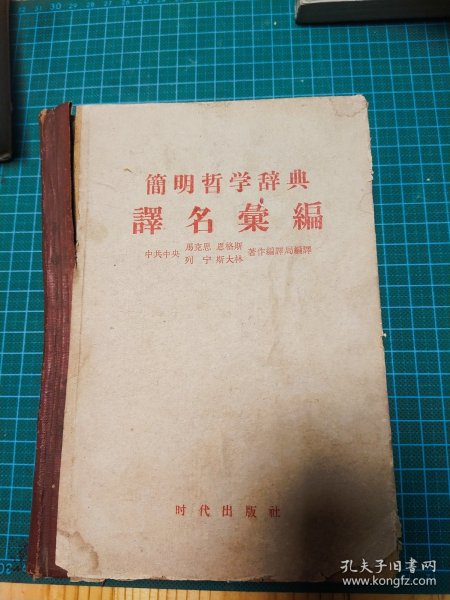 簡明哲学辞典
譯名彙編
中共中央 馬克思 恩格斯 列宁 斯大林 著作編譯局編譯
时代出版社
孔夫子旧书网
www.kongfz.com